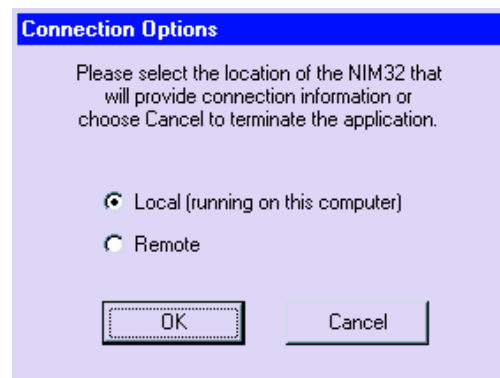 Connection Options
Please select the location of the NIM32 that
will provide connection information or
choose Cancel to terminate the application.
Local (running on this computer)
Remote
OK
Cancel